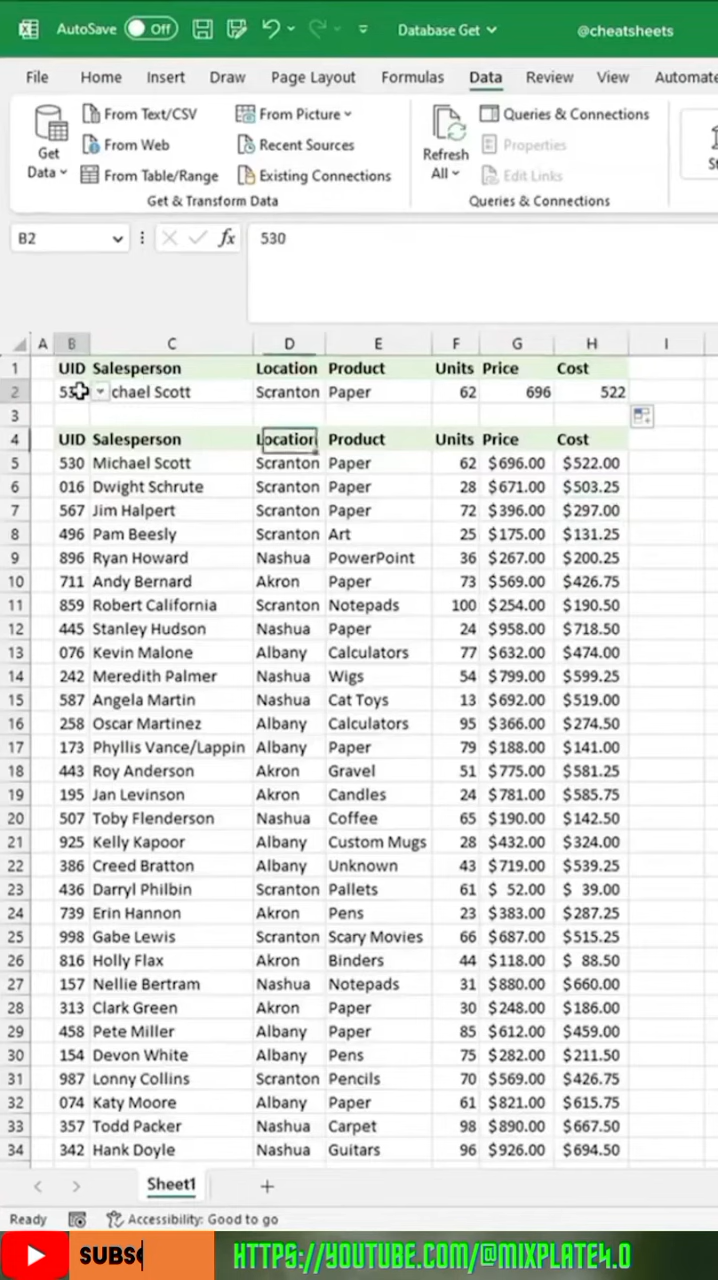 AutoSave Off Database Get @cheatsheets
File Home Insert Draw Page Layout Formulas Data Review View Automate
Get Data
From Text/CSV
From Web
From Table/Range
From Picture
Recent Sources
Existing Connections
Get & Transform Data
Refresh All
Queries & Connections
Properties
Edit Links
Queries & Connections
B2 fx 530
A B C D E F G H I
1 UID Salesperson Location Product Units Price Cost
2 chael Scott Scranton Paper 62 696 522
3
4 UID Salesperson Location Product Units Price Cost
5 530 Michael Scott Scranton Paper 62 $696.00 $522.00
6 016 Dwight Schrute Scranton Paper 28 $671.00 $503.25
7 567 Jim Halpert Scranton Paper 72 $396.00 $297.00
8 496 Pam Beesly Scranton Art 25 $175.00 $131.25
9 896 Ryan Howard Nashua PowerPoint 36 $267.00 $200.25
10 711 Andy Bernard Akron Paper 73 $569.00 $426.75
11 859 Robert California Scranton Notepads 100 $254.00 $190.50
12 445 Stanley Hudson Nashua Paper 24 $958.00 $718.50
13 076 Kevin Malone Albany Calculators 77 $632.00 $474.00
14 242 Meredith Palmer Nashua Wigs 54 $799.00 $599.25
15 587 Angela Martin Nashua Cat Toys 13 $692.00 $519.00
16 258 Oscar Martinez Albany Calculators 95 $366.00 $274.50
17 173 Phyllis Vance/Lappin Albany Paper 79 $188.00 $141.00
18 443 Roy Anderson Akron Gravel 51 $775.00 $581.25
19 195 Jan Levinson Akron Candles 24 $781.00 $585.75
20 507 Toby Flenderson Nashua Coffee 65 $190.00 $142.50
21 925 Kelly Kapoor Albany Custom Mugs 28 $432.00 $324.00
22 386 Creed Bratton Albany Unknown 43 $719.00 $539.25
23 436 Darryl Philbin Scranton Pallets 61 $ 52.00 $ 39.00
24 739 Erin Hannon Akron Pens 23 $383.00 $287.25
25 998 Gabe Lewis Scranton Scary Movies 66 $687.00 $515.25
26 816 Holly Flax Akron Binders 44 $118.00 $ 88.50
27 157 Nellie Bertram Nashua Notepads 31 $880.00 $660.00
28 313 Clark Green Akron Paper 30 $248.00 $186.00
29 458 Pete Miller Albany Paper 85 $612.00 $459.00
30 154 Devon White Albany Pens 75 $282.00 $211.50
31 987 Lonny Collins Scranton Pencils 70 $569.00 $426.75
32 074 Katy Moore Albany Paper 61 $821.00 $615.75
33 357 Todd Packer Nashua Carpet 98 $890.00 $667.50
34 342 Hank Doyle Nashua Guitars 96 $926.00 $694.50
Sheet1
Ready Accessibility: Good to go
SUBS HTTPS://YOUTUBE.COM/@MIXPLATE4.0